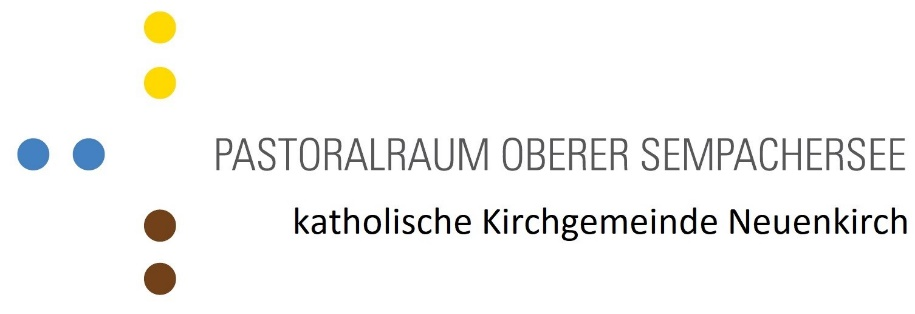 PASTORALRAUM OBERER SEMPACHERSEE
katholische Kirchgemeinde Neuenkirch